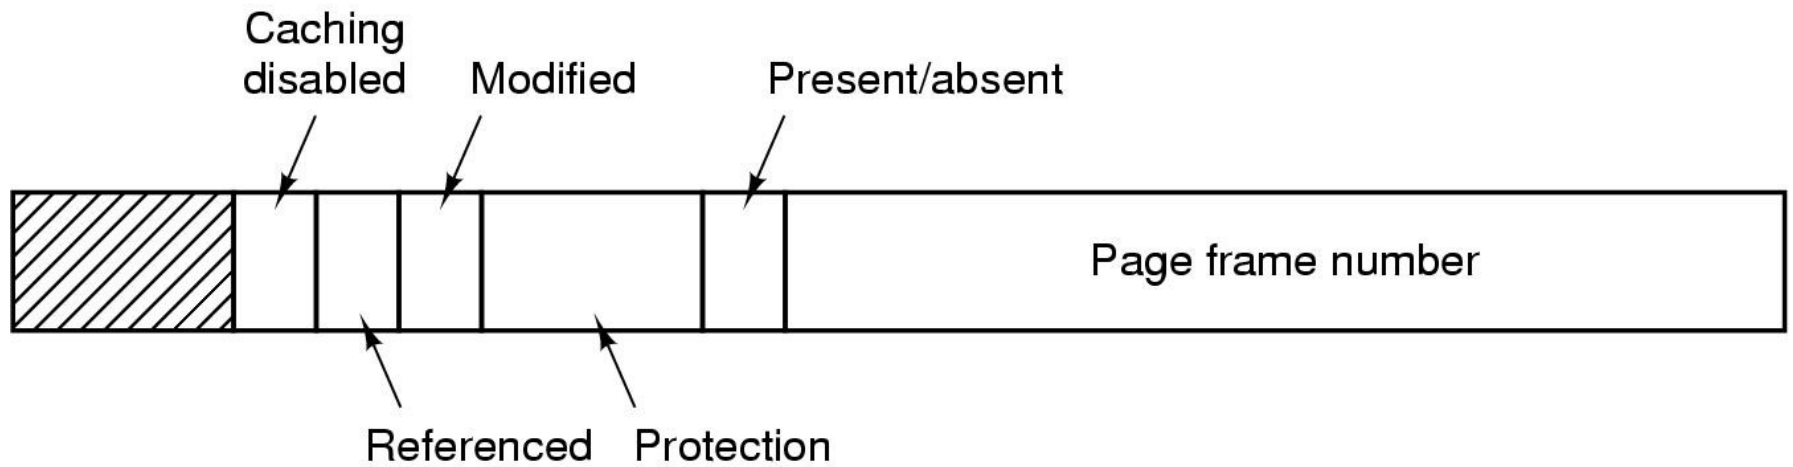 Caching
disabled
Modified
Present/absent
Page frame number
Referenced
Protection